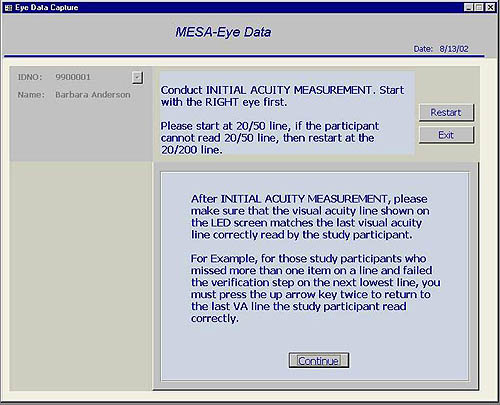 Eye Data Capture
MESA-Eye Data
Date: 8/13/02
IDNO: 9900001
Name: Barbara Anderson
Conduct INITIAL ACUITY MEASUREMENT. Start
with the RIGHT eye first.
Please start at 20/50 line, if the participant
cannot read 20/50 line, then restart at the
20/200 line.
Restart
Exit
After INITIAL ACUITY MEASUREMENT, please
make sure that the visual acuity line shown on
the LED screen matches the last visual acuity
line correctly read by the study participant.
For Example, for those study participants who
missed more than one item on a line and failed
the verification step on the next lowest line, you
must press the up arrow key twice to return to
the last VA line the study participant read
correctly.
Continue